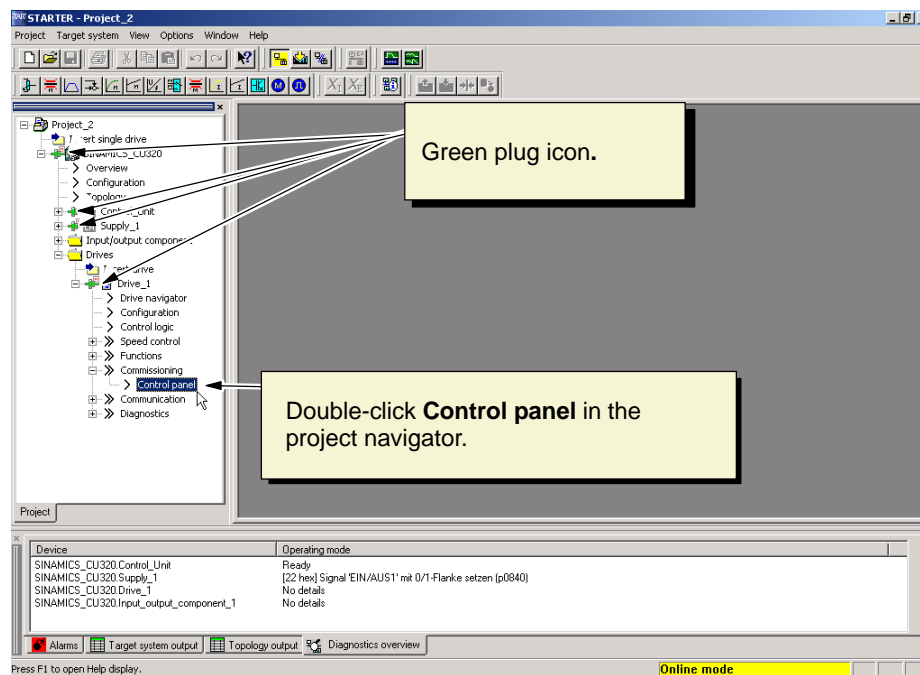 STARTER - Project_2
Project Target system View Options Window Help
Project_2
SINAMICS_CU320
Overview
Configuration
Topology
Supply_1
Input/output component
Drives
Drive_1
Drive navigator
Configuration
Control logic
Speed control
Functions
Commissioning
Control panel
Communication
Diagnostics
Project
Green plug icon.
Double-click Control panel in the
project navigator.
Device Operating mode
SINAMICS_CU320.Control_Unit Ready
SINAMICS_CU320.Supply_1 [22 hex] Signal 'EIN/AUS1' mit 0/1-Flanke setzen (p0840)
SINAMICS_CU320.Drive_1 No details
SINAMICS_CU320.Input_output_component_1 No details
Alarms Target system output Topology output Diagnostics overview
Press F1 to open Help display. Online mode